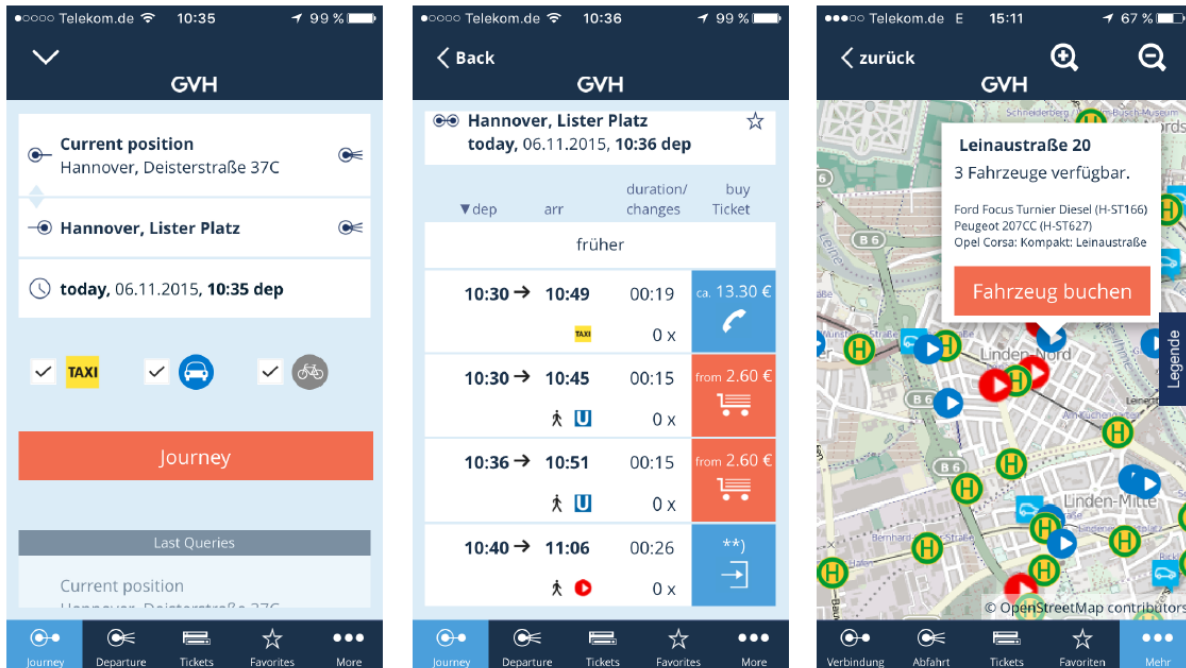 Telekom.de 10:35 99 %
GVH
Current position
Hannover, Deisterstraße 37C
Hannover, Lister Platz
today, 06.11.2015, 10:35 dep
TAXI
Journey
Last Queries
Current position
Hannover, Deisterstraße 37C
Journey Departure Tickets Favorites More
Telekom.de 10:36 99 %
Back
GVH
Hannover, Lister Platz
today, 06.11.2015, 10:36 dep
duration/ buy
▼dep arr changes Ticket
früher
10:30 → 10:49 00:19 ca. 13.30 €
TAXI 0 x
10:30 → 10:45 00:15 from 2.60 €
U 0 x
10:36 → 10:51 00:15 from 2.60 €
U 0 x
10:40 → 11:06 00:26 **)
0 x
Journey Departure Tickets Favorites More
Telekom.de E 15:11 67 %
zurück
GVH
Leinaustraße 20
3 Fahrzeuge verfügbar.
Ford Focus Turnier Diesel (H-ST166)
Peugeot 207CC (H-ST627)
Opel Corsa: Kompakt: Leinaustraße
Fahrzeug buchen
Legende
B 6
H
Linden-Nord
B 6
Am Küchengarten
H
B 6
H
H
Linden-Mitte
H
H
H
H
H
© OpenStreetMap contributors
Verbindung Abfahrt Tickets Favoriten Mehr